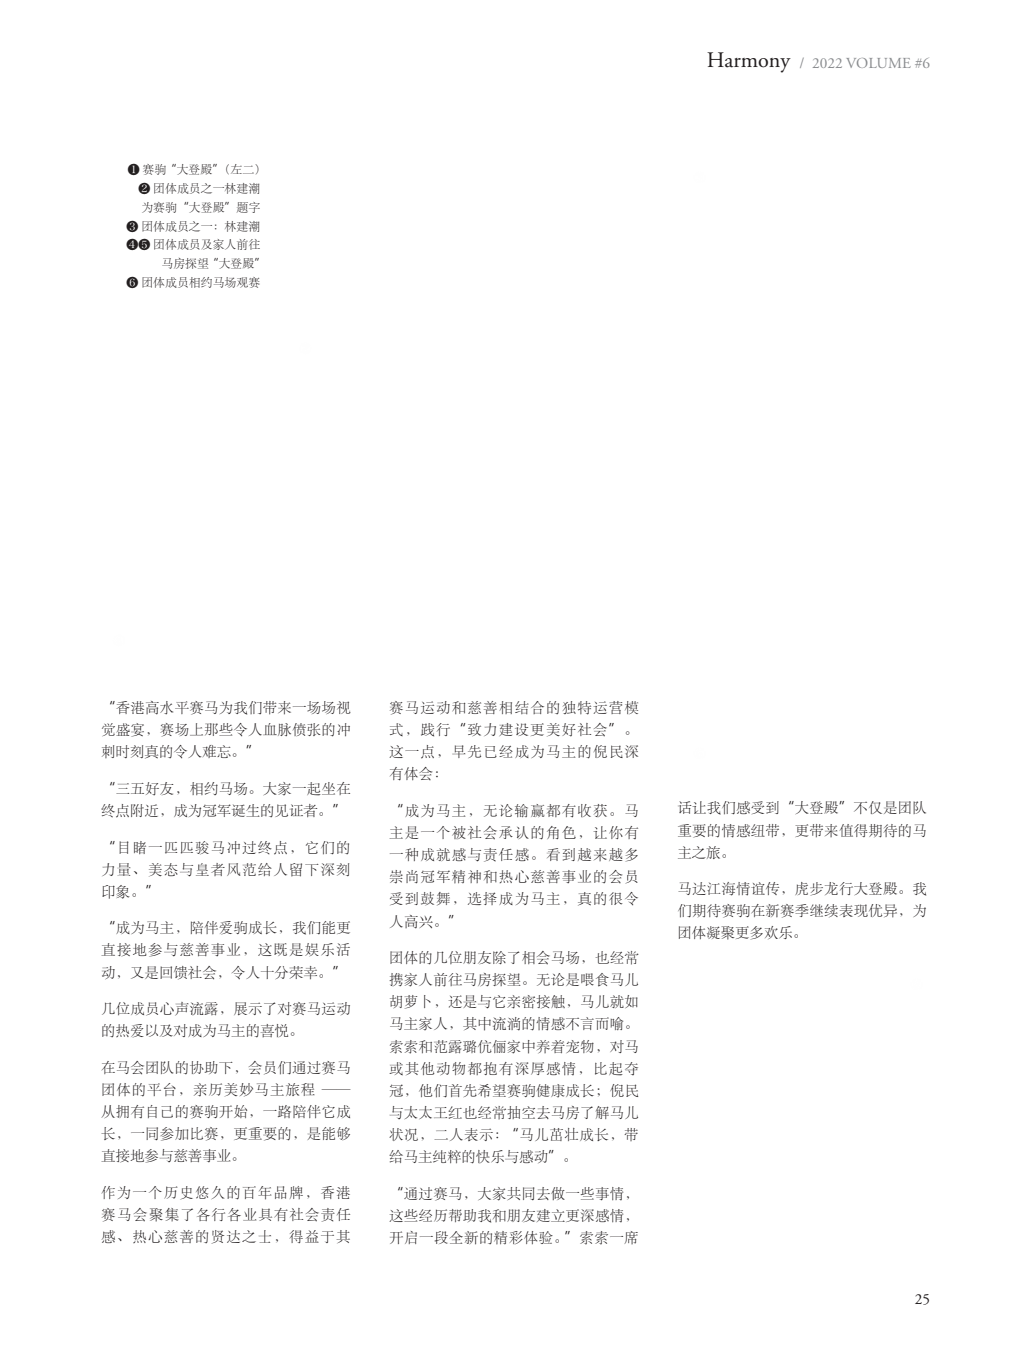 Harmony / 2022 VOLUME #6
❶ 赛驹“大登殿”（左二）
❷ 团体成员之一林建潮
为赛驹“大登殿”题字
❸ 团体成员之一：林建潮
❹❺ 团体成员及家人前往
马房探望“大登殿”
❻ 团体成员相约马场观赛
“香港高水平赛马为我们带来一场场视
觉盛宴，赛场上那些令人血脉偾张的冲
刺时刻真的令人难忘。”
“三五好友，相约马场。大家一起坐在
终点附近，成为冠军诞生的见证者。”
“目睹一匹匹骏马冲过终点，它们的
力量、美态与皇者风范给人留下深刻
印象。”
“成为马主，陪伴爱驹成长，我们能更
直接地参与慈善事业，这既是娱乐活
动，又是回馈社会，令人十分荣幸。”
几位成员心声流露，展示了对赛马运动
的热爱以及对成为马主的喜悦。
在马会团队的协助下，会员们通过赛马
团体的平台，亲历美妙马主旅程 ——
从拥有自己的赛驹开始，一路陪伴它成
长，一同参加比赛，更重要的，是能够
直接地参与慈善事业。
作为一个历史悠久的百年品牌，香港
赛马会聚集了各行各业具有社会责任
感、热心慈善的贤达之士，得益于其
赛马运动和慈善相结合的独特运营模
式，践行“致力建设更美好社会”。
这一点，早先已经成为马主的倪民深
有体会：
“成为马主，无论输赢都有收获。马
主是一个被社会承认的角色，让你有
一种成就感与责任感。看到越来越多
崇尚冠军精神和热心慈善事业的会员
受到鼓舞，选择成为马主，真的很令
人高兴。”
团体的几位朋友除了相会马场，也经常
携家人前往马房探望。无论是喂食马儿
胡萝卜，还是与它亲密接触，马儿就如
马主家人，其中流淌的情感不言而喻。
索索和范露璐伉俪家中养着宠物，对马
或其他动物都抱有深厚感情，比起夺
冠，他们首先希望赛驹健康成长；倪民
与太太王红也经常抽空去马房了解马儿
状况，二人表示：“马儿茁壮成长，带
给马主纯粹的快乐与感动”。
“通过赛马，大家共同去做一些事情，
这些经历帮助我和朋友建立更深感情，
开启一段全新的精彩体验。”索索一席
话让我们感受到“大登殿”不仅是团队
重要的情感纽带，更带来值得期待的马
主之旅。
马达江海情谊传，虎步龙行大登殿。我
们期待赛驹在新赛季继续表现优异，为
团体凝聚更多欢乐。
25